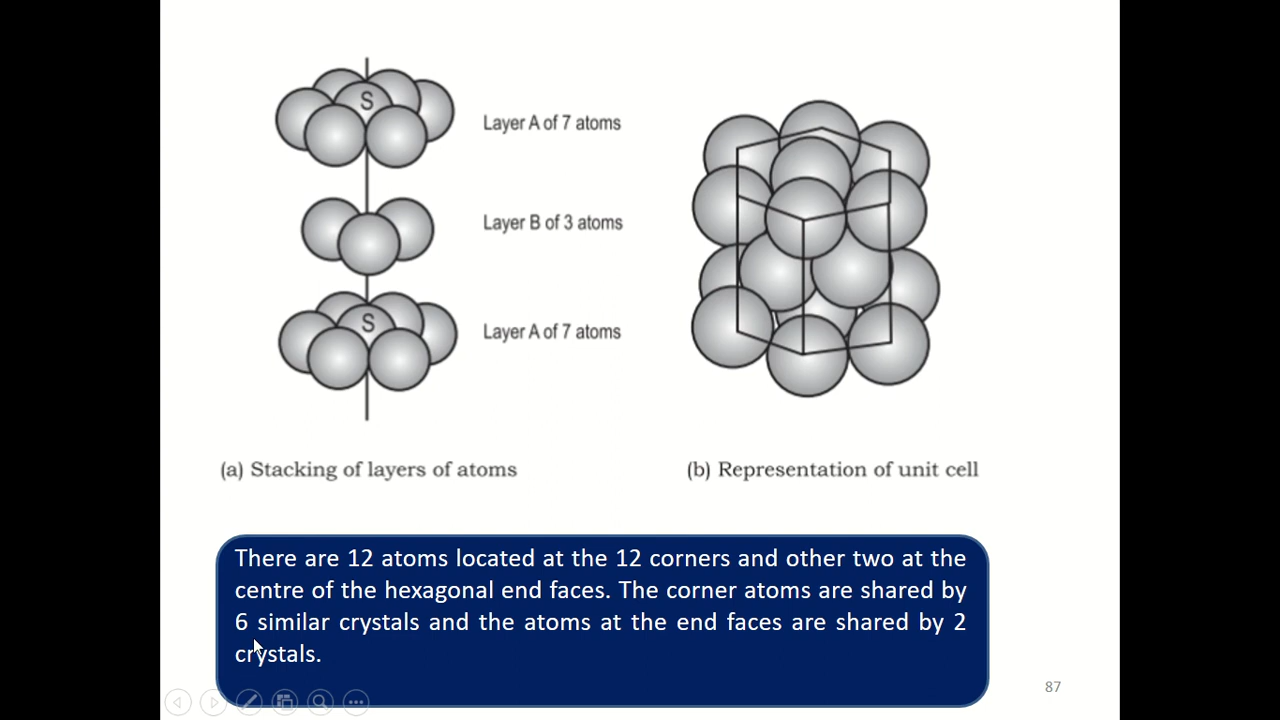 S
Layer A of 7 atoms
Layer B of 3 atoms
S
Layer A of 7 atoms
(a) Stacking of layers of atoms
(b) Representation of unit cell
There are 12 atoms located at the 12 corners and other two at the
centre of the hexagonal end faces. The corner atoms are shared by
6 similar crystals and the atoms at the end faces are shared by 2
crystals.
87